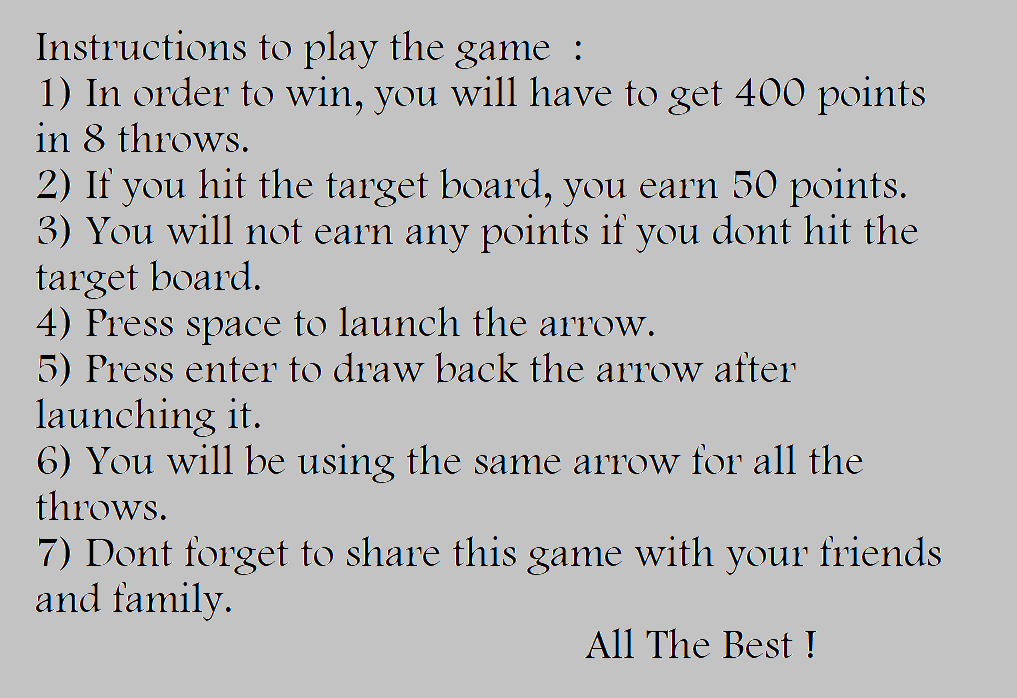 Instructions to play the game :
1) In order to win, you will have to get 400 points
in 8 throws.
2) If you hit the target board, you earn 50 points.
3) You will not earn any points if you dont hit the
target board.
4) Press space to launch the arrow.
5) Press enter to draw back the arrow after
launching it.
6) You will be using the same arrow for all the
throws.
7) Dont forget to share this game with your friends
and family.
All The Best !